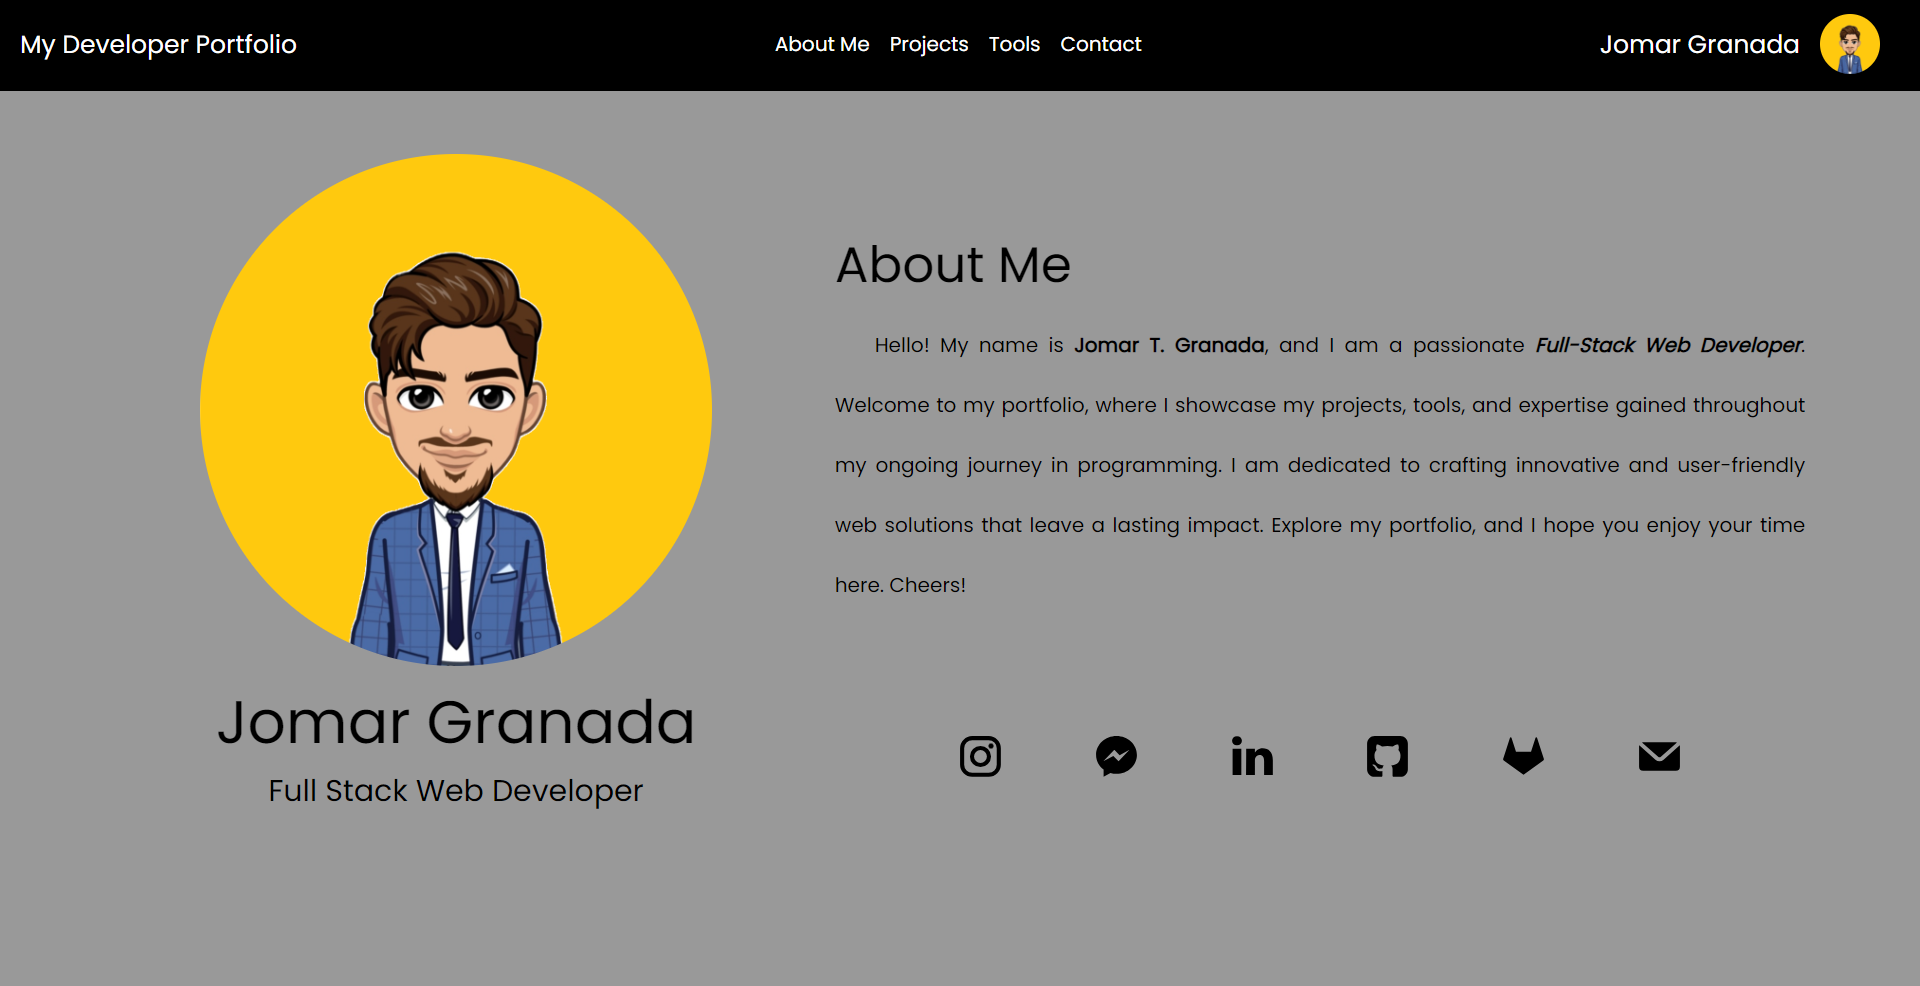 My Developer Portfolio
About Me Projects Tools Contact
Jomar Granada
About Me
Hello! My name is Jomar T. Granada, and I am a passionate Full-Stack Web Developer.
Welcome to my portfolio, where I showcase my projects, tools, and expertise gained throughout
my ongoing journey in programming. I am dedicated to crafting innovative and user-friendly
web solutions that leave a lasting impact. Explore my portfolio, and I hope you enjoy your time
here. Cheers!
Jomar Granada
Full Stack Web Developer
in